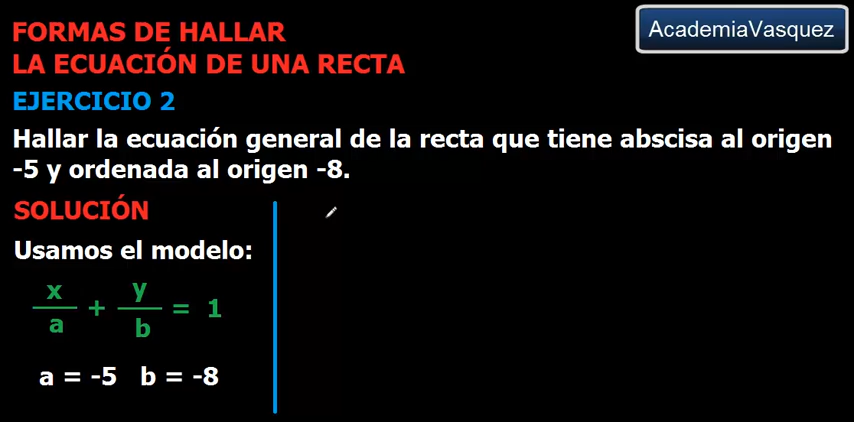 FORMAS DE HALLAR
LA ECUACIÓN DE UNA RECTA
AcademiaVasquez
EJERCICIO 2
Hallar la ecuación general de la recta que tiene abscisa al origen
-5 y ordenada al origen -8.
SOLUCIÓN
Usamos el modelo:
x/a + y/b = 1
a = -5 b = -8